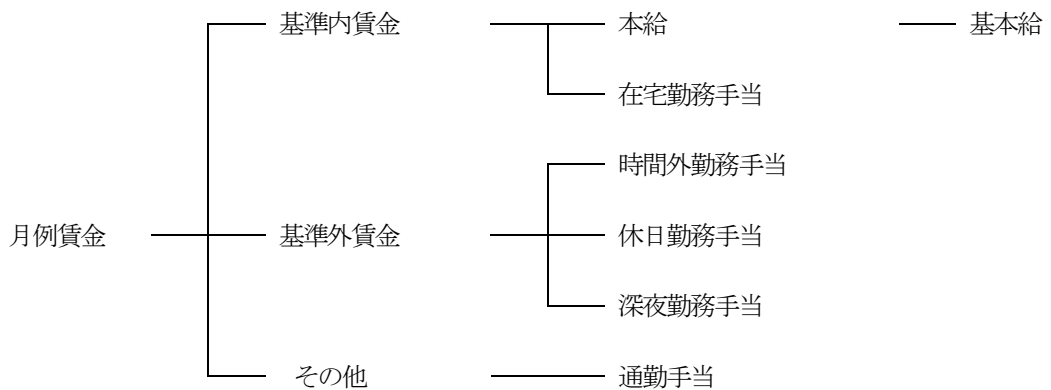 基準内賃金 本給 基本給
在宅勤務手当
時間外勤務手当
月例賃金 基準外賃金 休日勤務手当
深夜勤務手当
その他 通勤手当